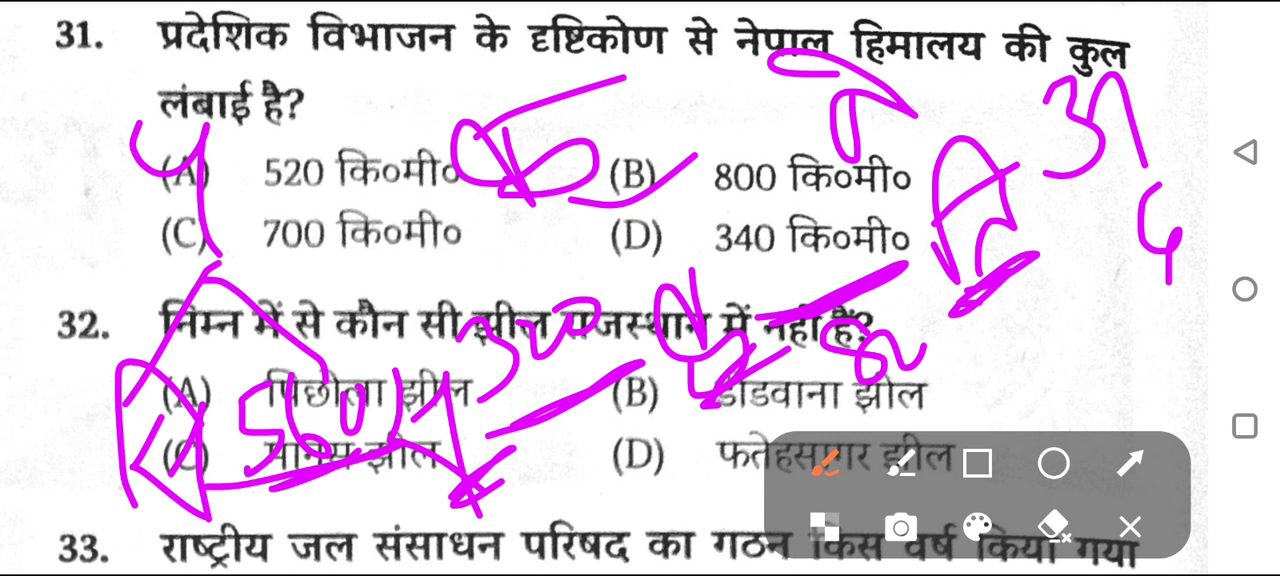 31. प्रदेशिक विभाजन के दृष्टिकोण से नेपाल हिमालय की कुल
लंबाई है?
(A) 520 कि०मी० (B) 800 कि०मी०
(C) 700 कि०मी० (D) 340 कि०मी०
32. निम्न में से कौन सी झील राजस्थान में नहीं है?
(A) पिछोला झील (B) डीडवाना झील
(C) मानस झील (D) फतेहसागर झील
33. राष्ट्रीय जल संसाधन परिषद का गठन किस वर्ष किया गया